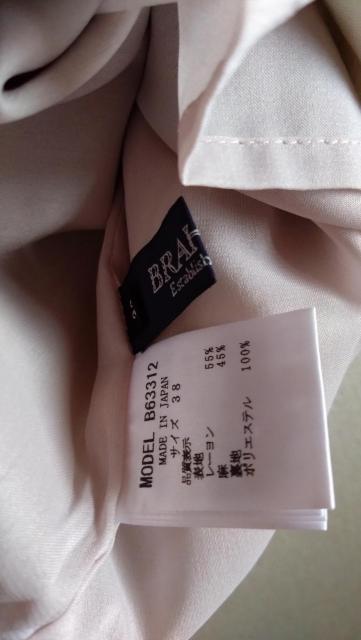 BRAH
Establish
MODEL B63312
MADE IN JAPAN
サイズ 38
品質表示
表地
レーヨン 55%
麻 45%
裏地
ポリエステル 100%